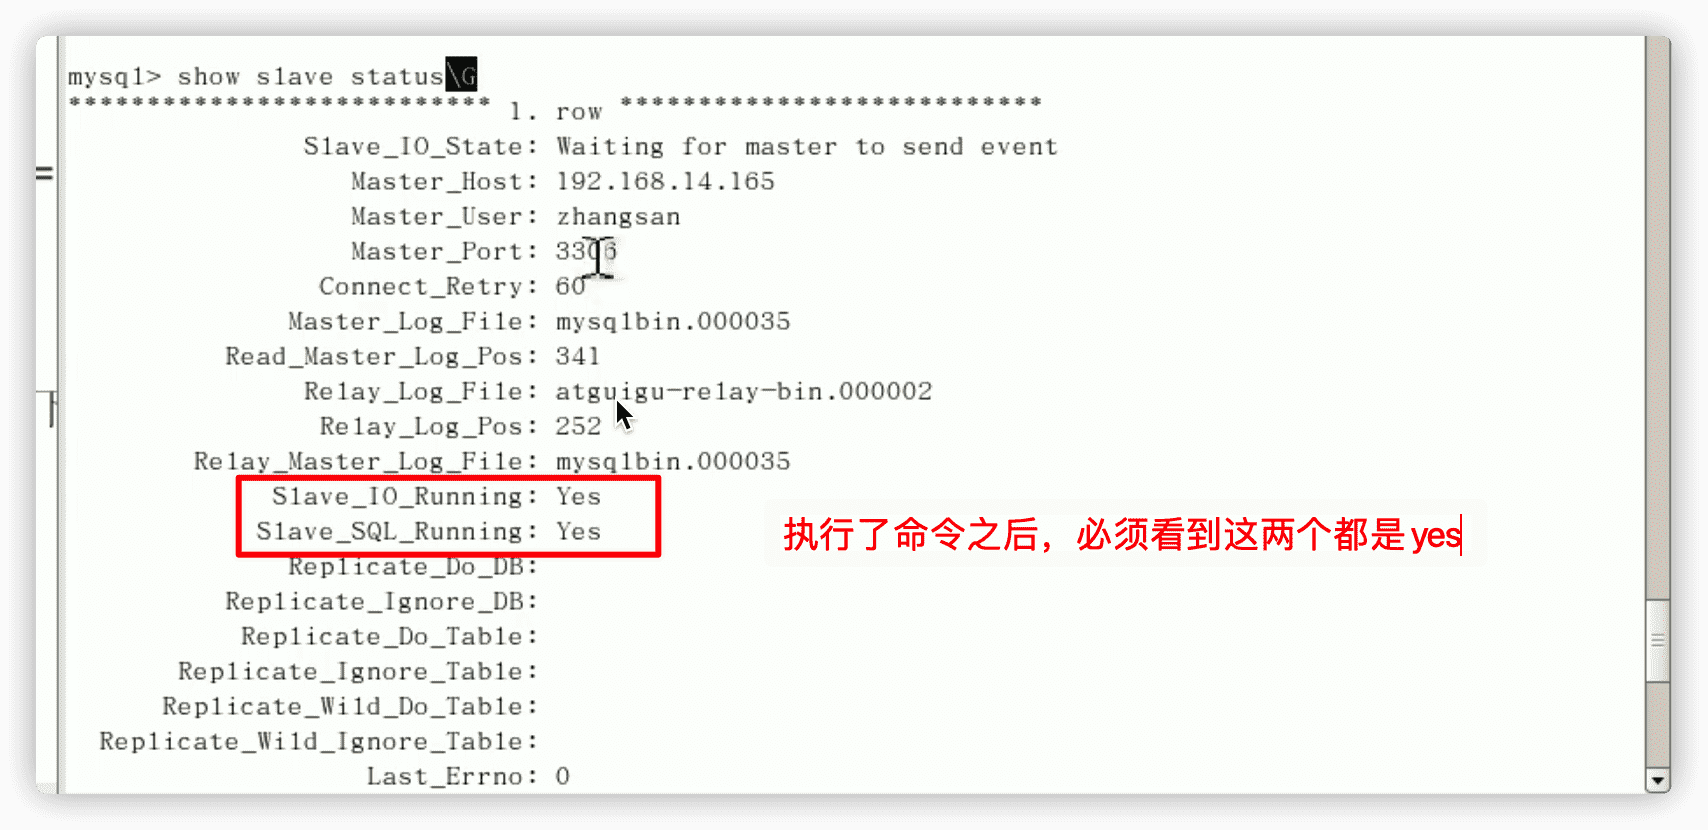 mysql> show slave status\G
*************************** 1. row ***************************
Slave_IO_State: Waiting for master to send event
Master_Host: 192.168.14.165
Master_User: zhangsan
Master_Port: 3306
Connect_Retry: 60
Master_Log_File: mysqlbin.000035
Read_Master_Log_Pos: 341
Relay_Log_File: atguigu-relay-bin.000002
Relay_Log_Pos: 252
Relay_Master_Log_File: mysqlbin.000035
Slave_IO_Running: Yes
Slave_SQL_Running: Yes
执行了命令之后，必须看到这两个都是yes
Replicate_Do_DB:
Replicate_Ignore_DB:
Replicate_Do_Table:
Replicate_Ignore_Table:
Replicate_Wild_Do_Table:
Replicate_Wild_Ignore_Table:
Last_Errno: 0